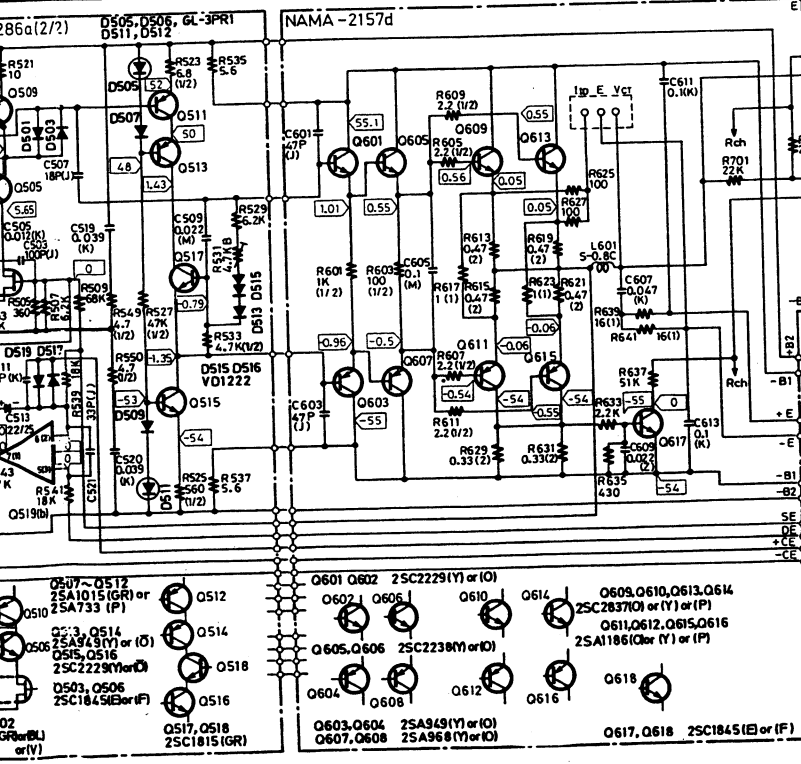 286a(2/2)
D505, D506, GL-3PR1
D511, D512
NAMA-2157d
R521
10
Q509
D501
D503
C507
18P(J)
Q505
5.65
C505
0.012(K)
C503
100P(J)
R505
360
R507
6.2K
R509
68K
0
C519
0.039
(K)
D505
D507
R523
6.8
(1/2)
R535
5.6
52
Q511
50
Q513
48
1.43
C509
0.022
(M)
R529
6.2K
R531
4.7KB
D513 D515
Q517
-0.79
R533
4.7K(1/2)
R549
4.7
(1/2)
R527
47K
(1/2)
R550
4.7
(1/2)
-1.35
D515 D516
VD1222
-53
D509
Q515
-54
D519 D517
18K
R539
33P(J)
C513
C521
R541
18K
Q519(b)
C520
0.039
(K)
D511
R525
560
(1/2)
R537
5.6
C601
47P
(J)
55.1
Q601
Q605
1.01
0.55
R601
1K
(1/2)
R603
100
(1/2)
C605
0.1
(M)
-0.96
-0.5
Q603
Q607
-55
C603
47P
(J)
R609
2.2 (1/2)
R605
2.2 (1/2)
Q609
0.56
0.05
0.55
Q613
0.05
R613
0.47
(2)
R619
0.47
(2)
R617
1 (1)
R615
0.47
(2)
R623
1(1)
R621
0.47
(2)
R625
100
R627
100
L601
S-0.8C
C607
0.047
(K)
R639
16(1)
R641
16(1)
R607
2.2 (1/2)
Q611
-0.06
-0.06
Q615
-0.54
-54
-0.55
-54
R611
2.20/2)
R629
0.33(2)
R631
0.33(2)
R633
2.2K
R635
430
R637
51K
-55
0
Q617
C609
0.022
(Z)
-54
C613
0.1
(K)
E
VCT
C611
0.1(K)
Rch
R701
22K
Rch
+B2
-B1
+E
-E
-B1
-B2
SE
DE
+CE
-CE
Q507~Q512
2SA1015(GR) or
2SA733 (P)
Q510
Q506
Q513, Q514
2SA949(Y) or (O)
Q515, Q516
2SC2229(Y)or(O)
Q503, Q506
2SC1845(E)or(F)
or(V)
Q512
Q514
Q518
Q516
Q517, Q518
2SC1815(GR)
Q601 Q602 2SC2229(Y) or (O)
Q602 Q606
Q605, Q606 2SC2238(Y) or(O)
Q604
Q608
Q603, Q604 2SA949(Y) or (O)
Q607, Q608 2SA968(Y) or (O)
Q610 Q614
Q612
Q616
Q609, Q610, Q613, Q614
2SC2837(O) or (Y) or (P)
Q611, Q612, Q615, Q616
2SA1186(O)or (Y) or (P)
Q618
Q617, Q618 2SC1845(E) or (F)